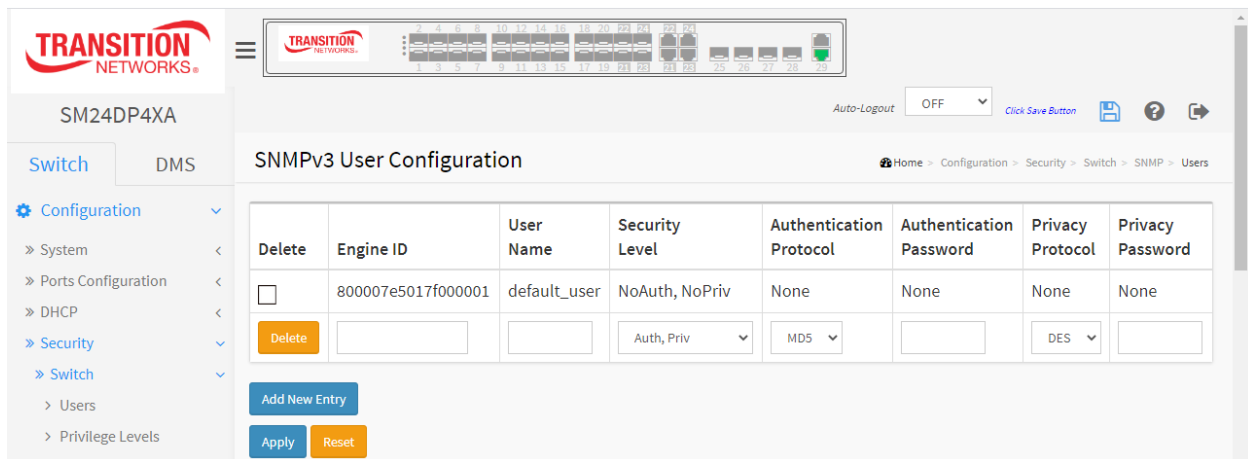 TRANSITION
NETWORKS®
TRANSITION
NETWORKS.
2 4 6 8 10 12 14 16 18 20 22 24 22 24
1 3 5 7 9 11 13 15 17 19 21 23 21 23 25 26 27 28 29
SM24DP4XA
Auto-Logout OFF Click Save Button
Switch DMS
SNMPv3 User Configuration
Home > Configuration > Security > Switch > SNMP > Users
Configuration
» System
» Ports Configuration
» DHCP
» Security
» Switch
> Users
> Privilege Levels
Delete Engine ID User Name Security Level Authentication Protocol Authentication Password Privacy Protocol Privacy Password
800007e5017f000001 default_user NoAuth, NoPriv None None None None
Delete Auth, Priv MD5 DES
Add New Entry
Apply Reset